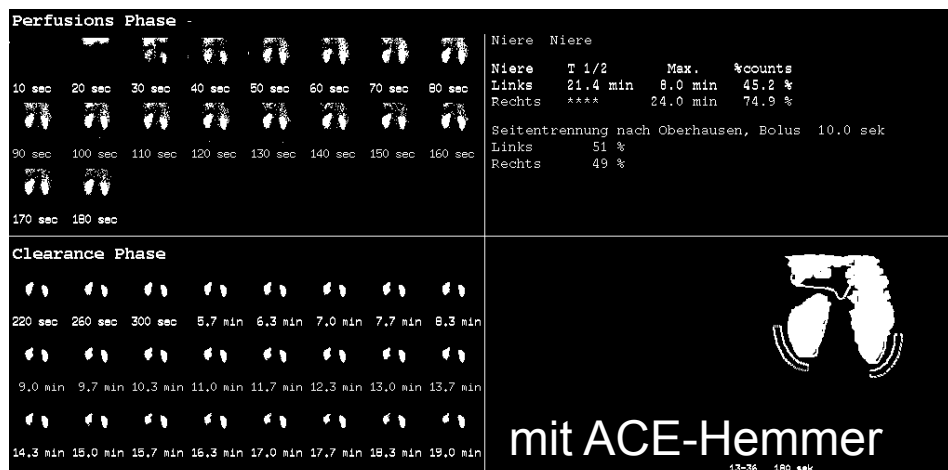 Perfusions Phase -
10 sec 20 sec 30 sec 40 sec 50 sec 60 sec 70 sec 80 sec
90 sec 100 sec 110 sec 120 sec 130 sec 140 sec 150 sec 160 sec
170 sec 180 sec
Niere Niere
Niere T 1/2 Max. %counts
Links 21.4 min 8.0 min 45.2 %
Rechts **** 24.0 min 74.9 %
Seitentrennung nach Oberhausen, Bolus 10.0 sek
Links 51 %
Rechts 49 %
Clearance Phase
220 sec 260 sec 300 sec 5.7 min 6.3 min 7.0 min 7.7 min 8.3 min
9.0 min 9.7 min 10.3 min 11.0 min 11.7 min 12.3 min 13.0 min 13.7 min
14.3 min 15.0 min 15.7 min 16.3 min 17.0 min 17.7 min 18.3 min 19.0 min
mit ACE-Hemmer
13-36 180 sek